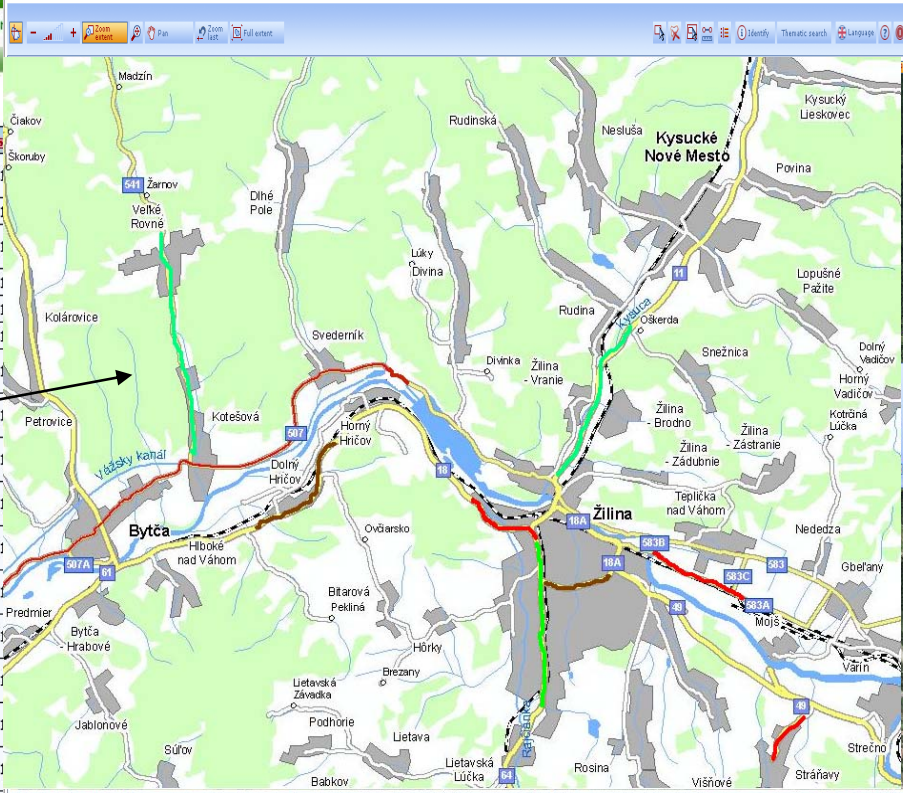 Zoom extent
Pan
Zoom last
Full extent
Identify
Thematic search
Language
?
Madzín
Čiakov
Škoruby
541
Žarnov
Veľké
Rovné
Dlhé
Pole
Rudinská
Nesluša
Kysucké
Nové Mesto
Kysucký
Lieskovec
Povina
Lúky
Divina
11
Lopušné
Pažite
Kolárovice
Svederník
Rudina
Kysuca
Oškerda
Snežnica
Divinka
Žilina
- Vranie
Dolný
Vadičov
Horný
Vadičov
Petrovice
Kotešová
507
Horný
Hričov
Žilina
- Brodno
Žilina
- Zástranie
Kotrčiná
Lúčka
Vážsky kanál
Dolný
Hričov
18
Žilina
- Zádubnie
Teplička
nad Váhom
Bytča
Ovčiarsko
Žilina
18A
Nededza
Hlboké
nad Váhom
507A
61
583B
18A
583C
583
Gbeľany
Bitarová
Pekliná
583A
49
Mojš
Predmier
Bytča
- Hrabové
Hôrky
Varín
Brezany
Lietavská
Závadka
Podhorie
49
Jablonové
Súľov
Lietava
Rajčianka
Strečno
Babkov
Lietavská
Lúčka
64
Rosina
Višňové
Stráňavy